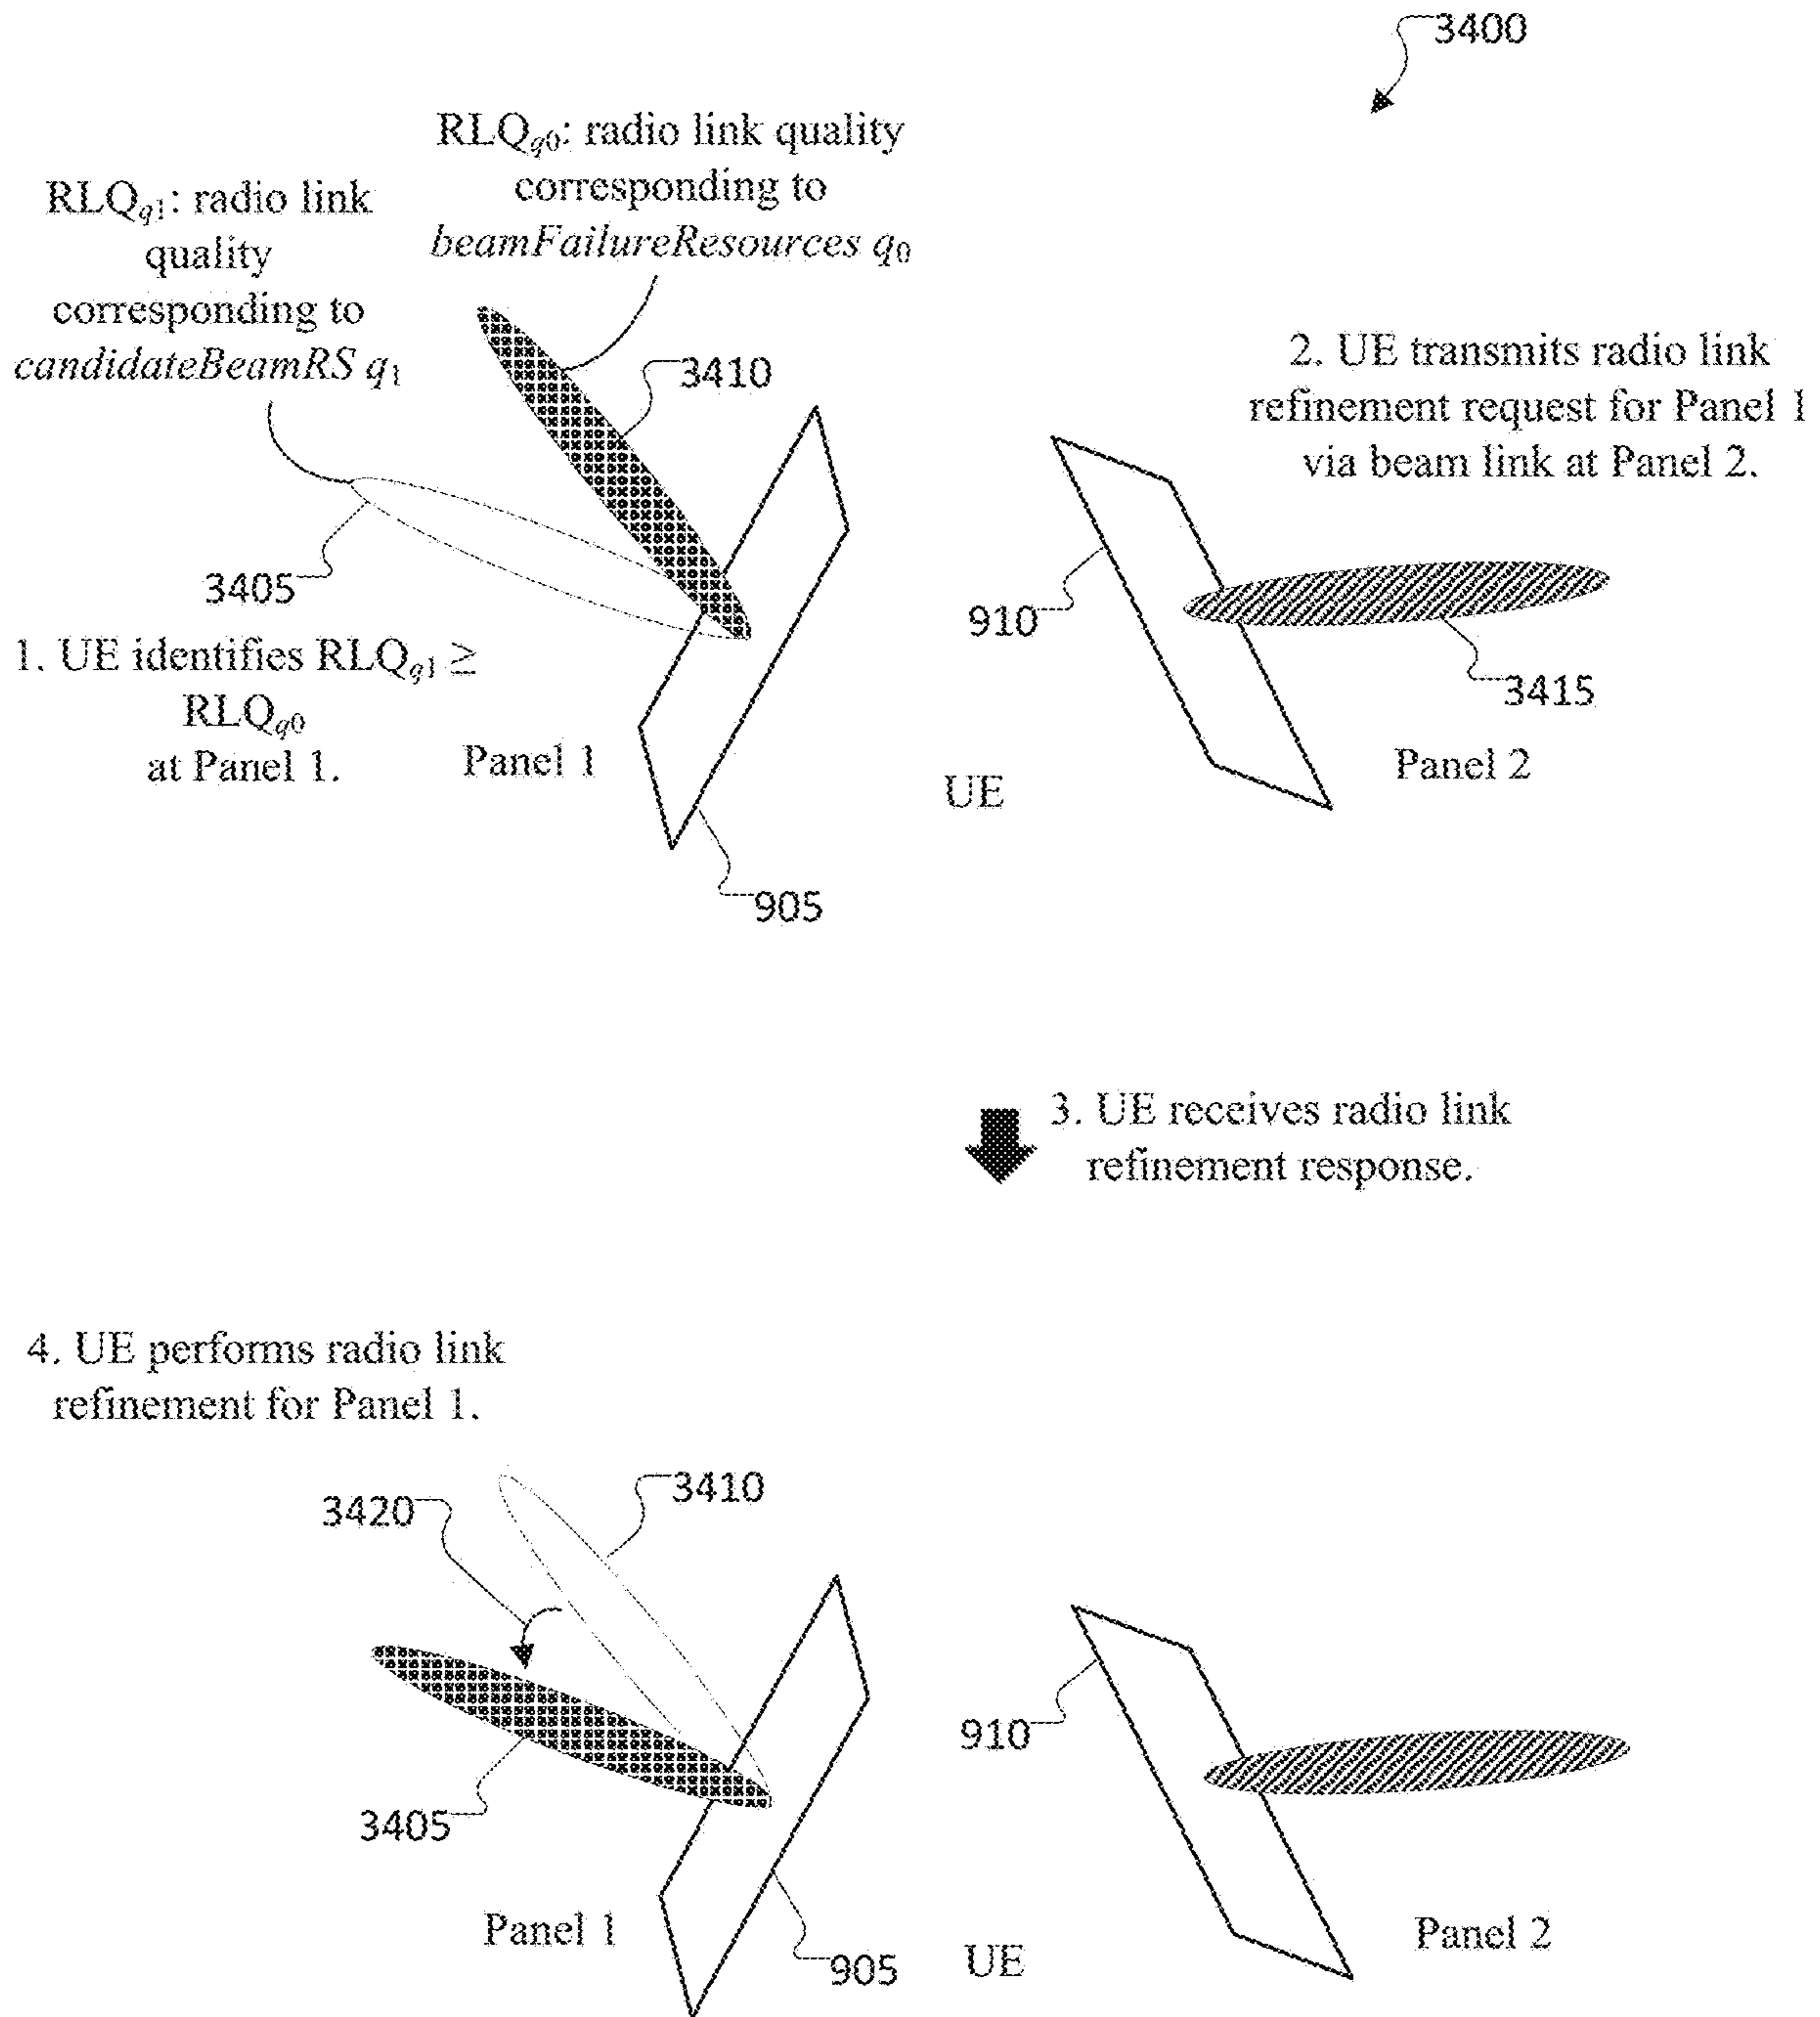 3400
RLQq0: radio link quality
corresponding to
beamFailureResources q0
RLQq1: radio link
quality
corresponding to
candidateBeamRS q1
3410
3405
2. UE transmits radio link
refinement request for Panel 1
via beam link at Panel 2.
910
3415
1. UE identifies RLQq1 ≥
RLQq0
at Panel 1.
Panel 1
UE
Panel 2
905
3. UE receives radio link
refinement response.
4. UE performs radio link
refinement for Panel 1.
3420
3410
3405
910
Panel 1
905
UE
Panel 2